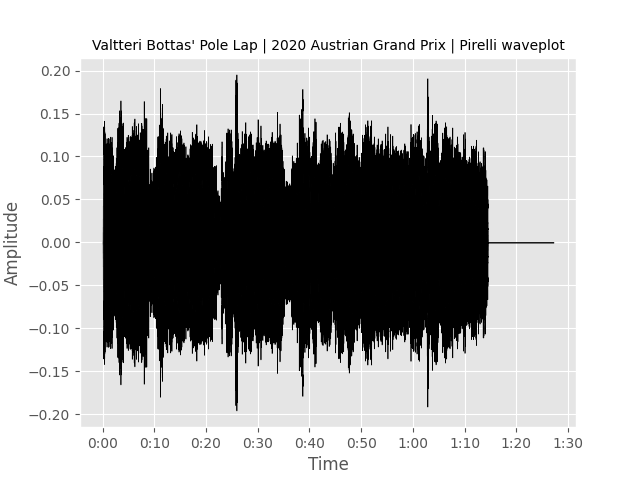 Valtteri Bottas' Pole Lap | 2020 Austrian Grand Prix | Pirelli waveplot
0.20
0.15
0.10
0.05
0.00
−0.05
−0.10
−0.15
−0.20
Amplitude
0:00 0:10 0:20 0:30 0:40 0:50 1:00 1:10 1:20 1:30
Time